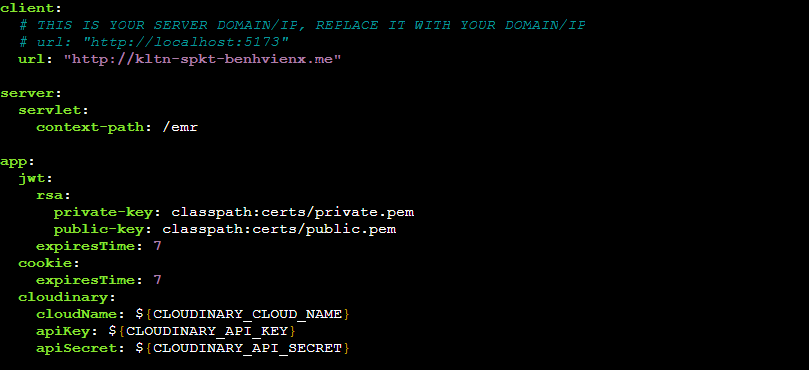 client:
# THIS IS YOUR SERVER DOMAIN/IP, REPLACE IT WITH YOUR DOMAIN/IP
# url: "http://localhost:5173"
url: "http://kltn-spkt-benhvienx.me"
server:
servlet:
context-path: /emr
app:
jwt:
rsa:
private-key: classpath:certs/private.pem
public-key: classpath:certs/public.pem
expiresTime: 7
cookie:
expiresTime: 7
cloudinary:
cloudName: ${CLOUDINARY_CLOUD_NAME}
apiKey: ${CLOUDINARY_API_KEY}
apiSecret: ${CLOUDINARY_API_SECRET}